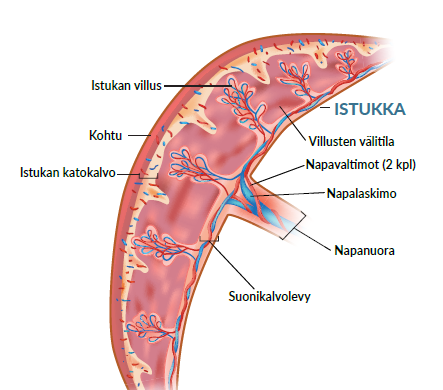 Istukan villus
ISTUKKA
Kohtu
Villusten välitila
Napavaltimot (2 kpl)
Istukan katokalvo
Napalaskimo
Napanuora
Suonikalvolevy